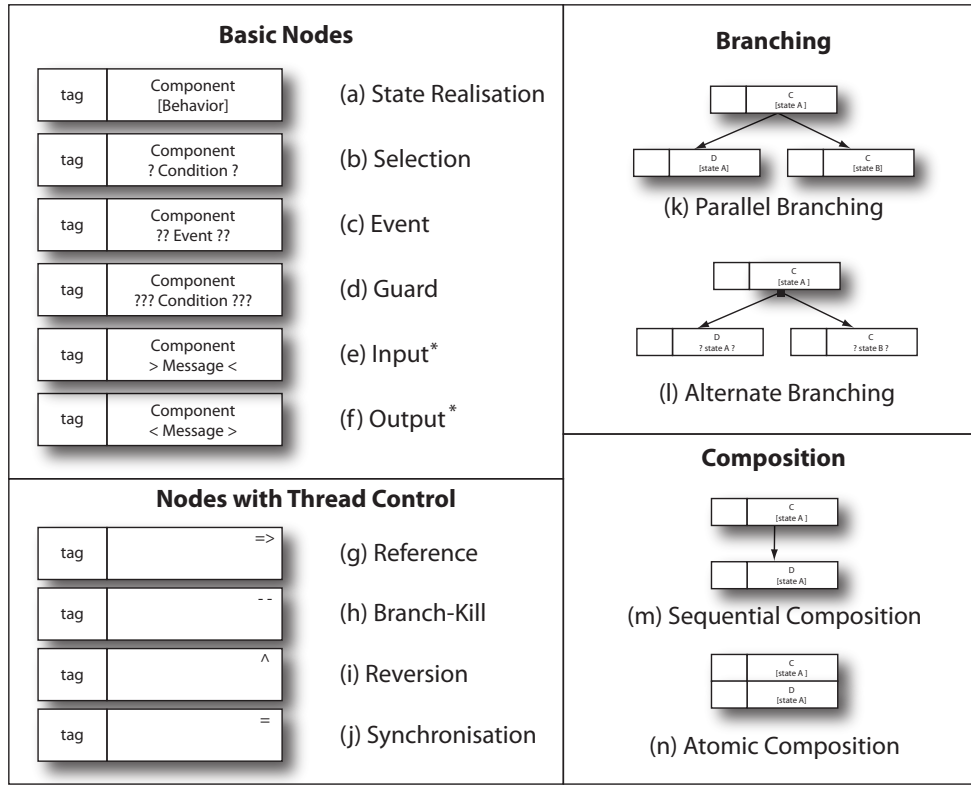 Basic Nodes
tag
Component
[Behavior]
(a) State Realisation
tag
Component
? Condition ?
(b) Selection
tag
Component
?? Event ??
(c) Event
tag
Component
??? Condition ???
(d) Guard
tag
Component
> Message <
(e) Input*
tag
Component
< Message >
(f) Output*
Nodes with Thread Control
tag
=>
(g) Reference
tag
--
(h) Branch-Kill
tag
^
(i) Reversion
tag
=
(j) Synchronisation
Branching
C
[state A ]
D
[state A]
C
[state B]
(k) Parallel Branching
C
[state A ]
D
? state A ?
C
? state B ?
(l) Alternate Branching
Composition
C
[state A ]
D
[state A]
(m) Sequential Composition
C
[state A ]
D
[state A]
(n) Atomic Composition